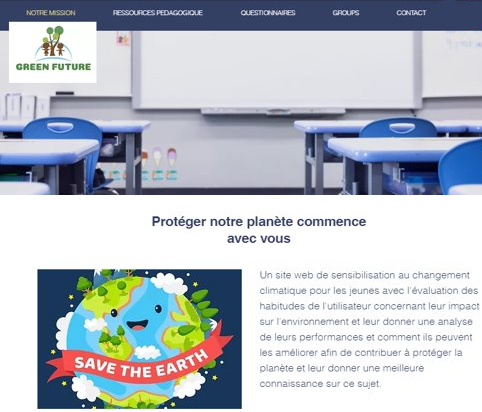 NOTRE MISSION
RESSOURCES PEDAGOGIQUE
QUESTIONNAIRES
GROUPS
CONTACT
GREEN FUTURE
Protéger notre planète commence
avec vous
Un site web de sensibilisation au changement
climatique pour les jeunes avec l'évaluation des
habitudes de l'utilisateur concernant leur impact
sur l'environnement et leur donner une analyse
de leurs performances et comment ils peuvent
les améliorer afin de contribuer à protéger la
planète et leur donner une meilleure
connaissance sur ce sujet.
SAVE THE EARTH